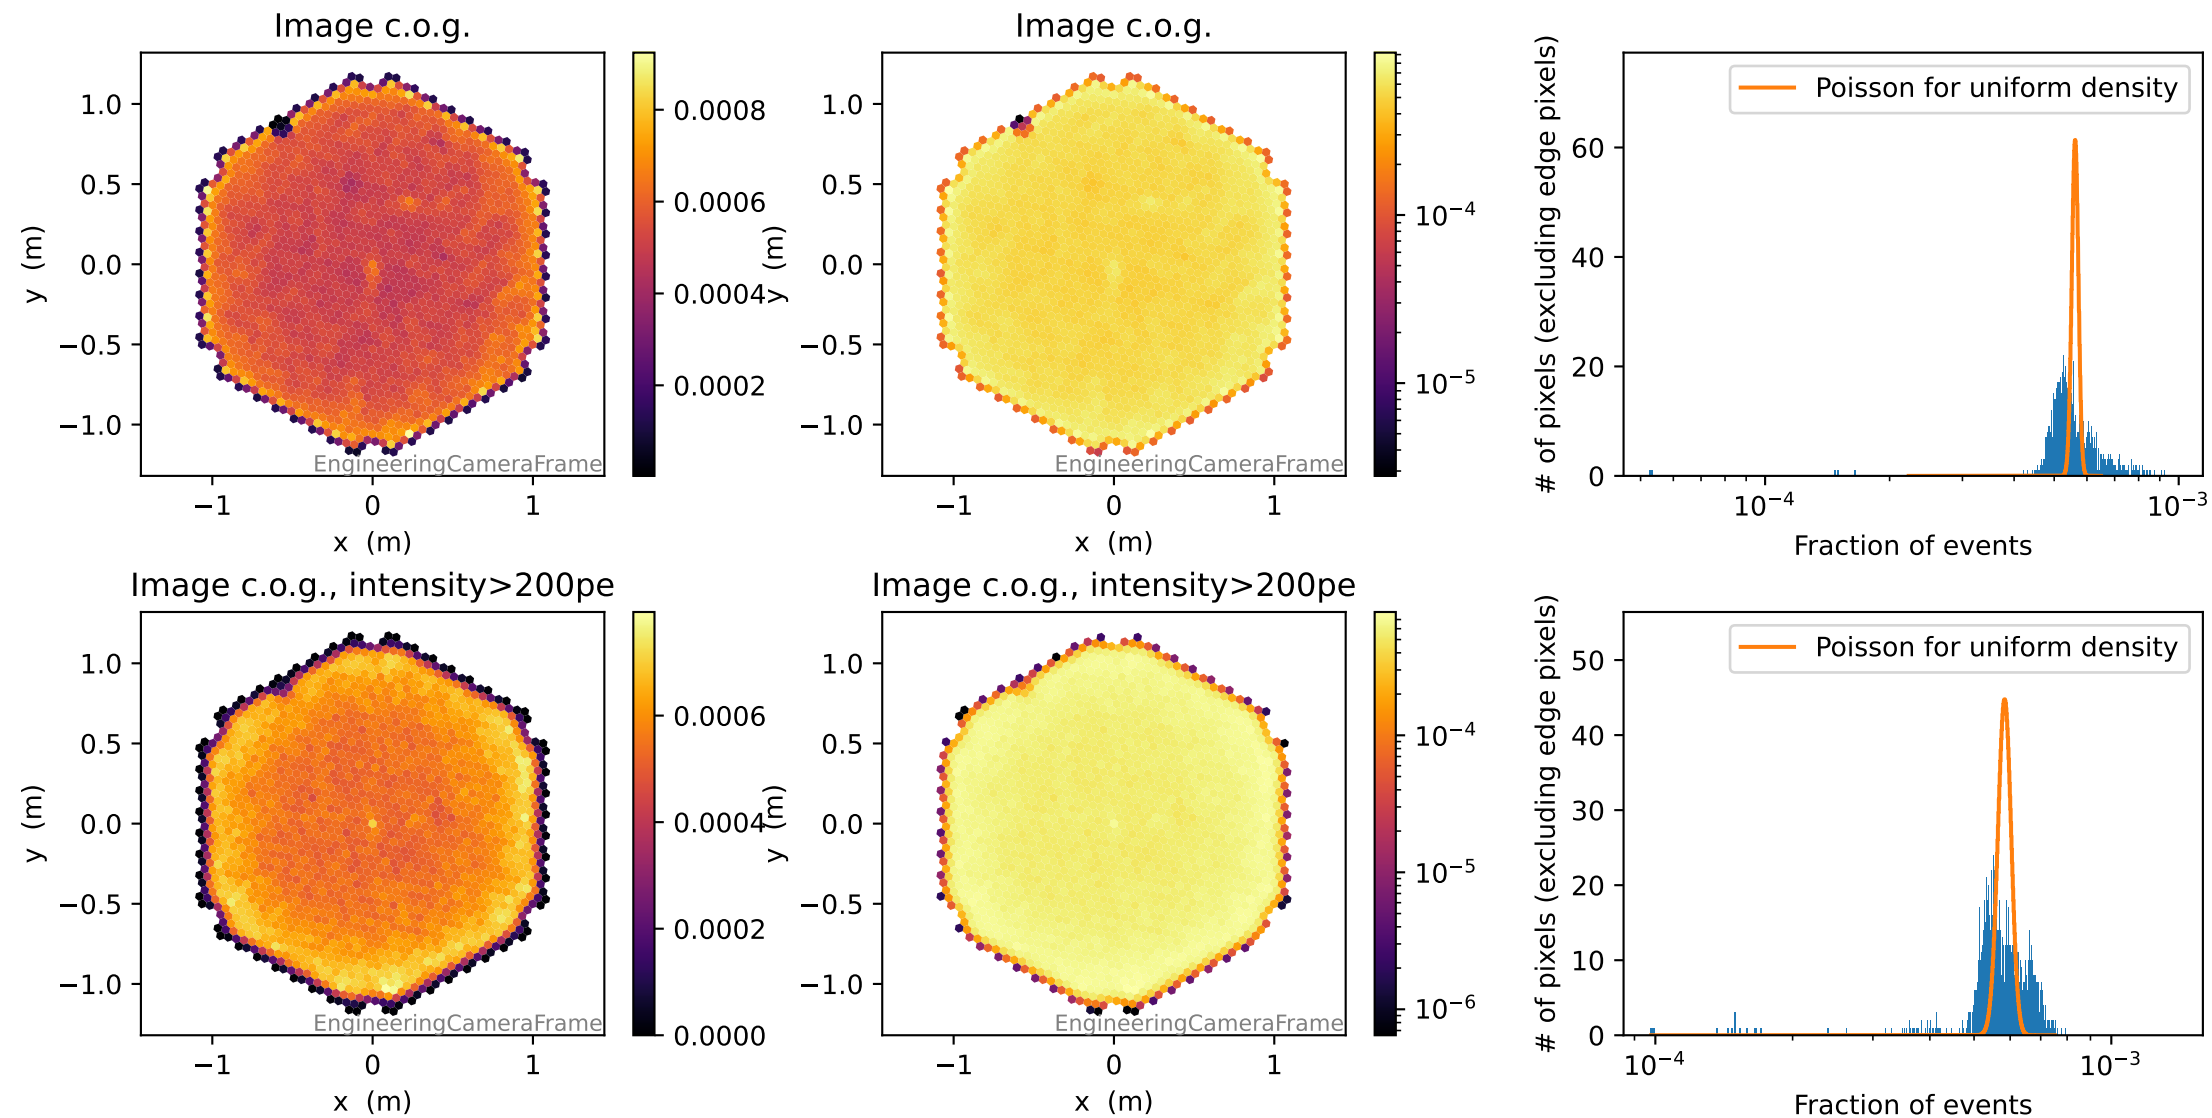 Image c.o.g.
1.0
0.5
0.0
−0.5
−1.0
y (m)
−1
0
1
x (m)
EngineeringCameraFrame
0.0008
0.0006
0.0004
0.0002
Image c.o.g.
1.0
0.5
0.0
−0.5
−1.0
y (m)
−1
0
1
x (m)
EngineeringCameraFrame
10⁻⁴
10⁻⁵
# of pixels (excluding edge pixels)
60
40
20
0
Poisson for uniform density
10⁻⁴
10⁻³
Fraction of events
Image c.o.g., intensity>200pe
1.0
0.5
0.0
−0.5
−1.0
y (m)
−1
0
1
x (m)
EngineeringCameraFrame
0.0006
0.0004
0.0002
0.0000
Image c.o.g., intensity>200pe
1.0
0.5
0.0
−0.5
−1.0
y (m)
−1
0
1
x (m)
EngineeringCameraFrame
10⁻⁴
10⁻⁵
10⁻⁶
# of pixels (excluding edge pixels)
50
40
30
20
10
0
Poisson for uniform density
10⁻⁴
10⁻³
Fraction of events